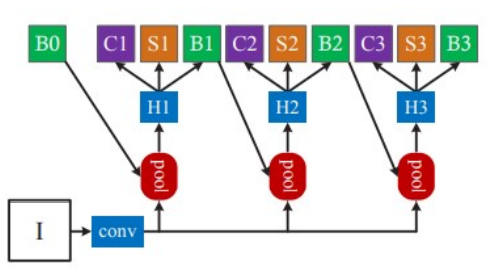 B0 C1 S1 B1 C2 S2 B2 C3 S3 B3
H1 H2 H3
pool pool pool
I conv